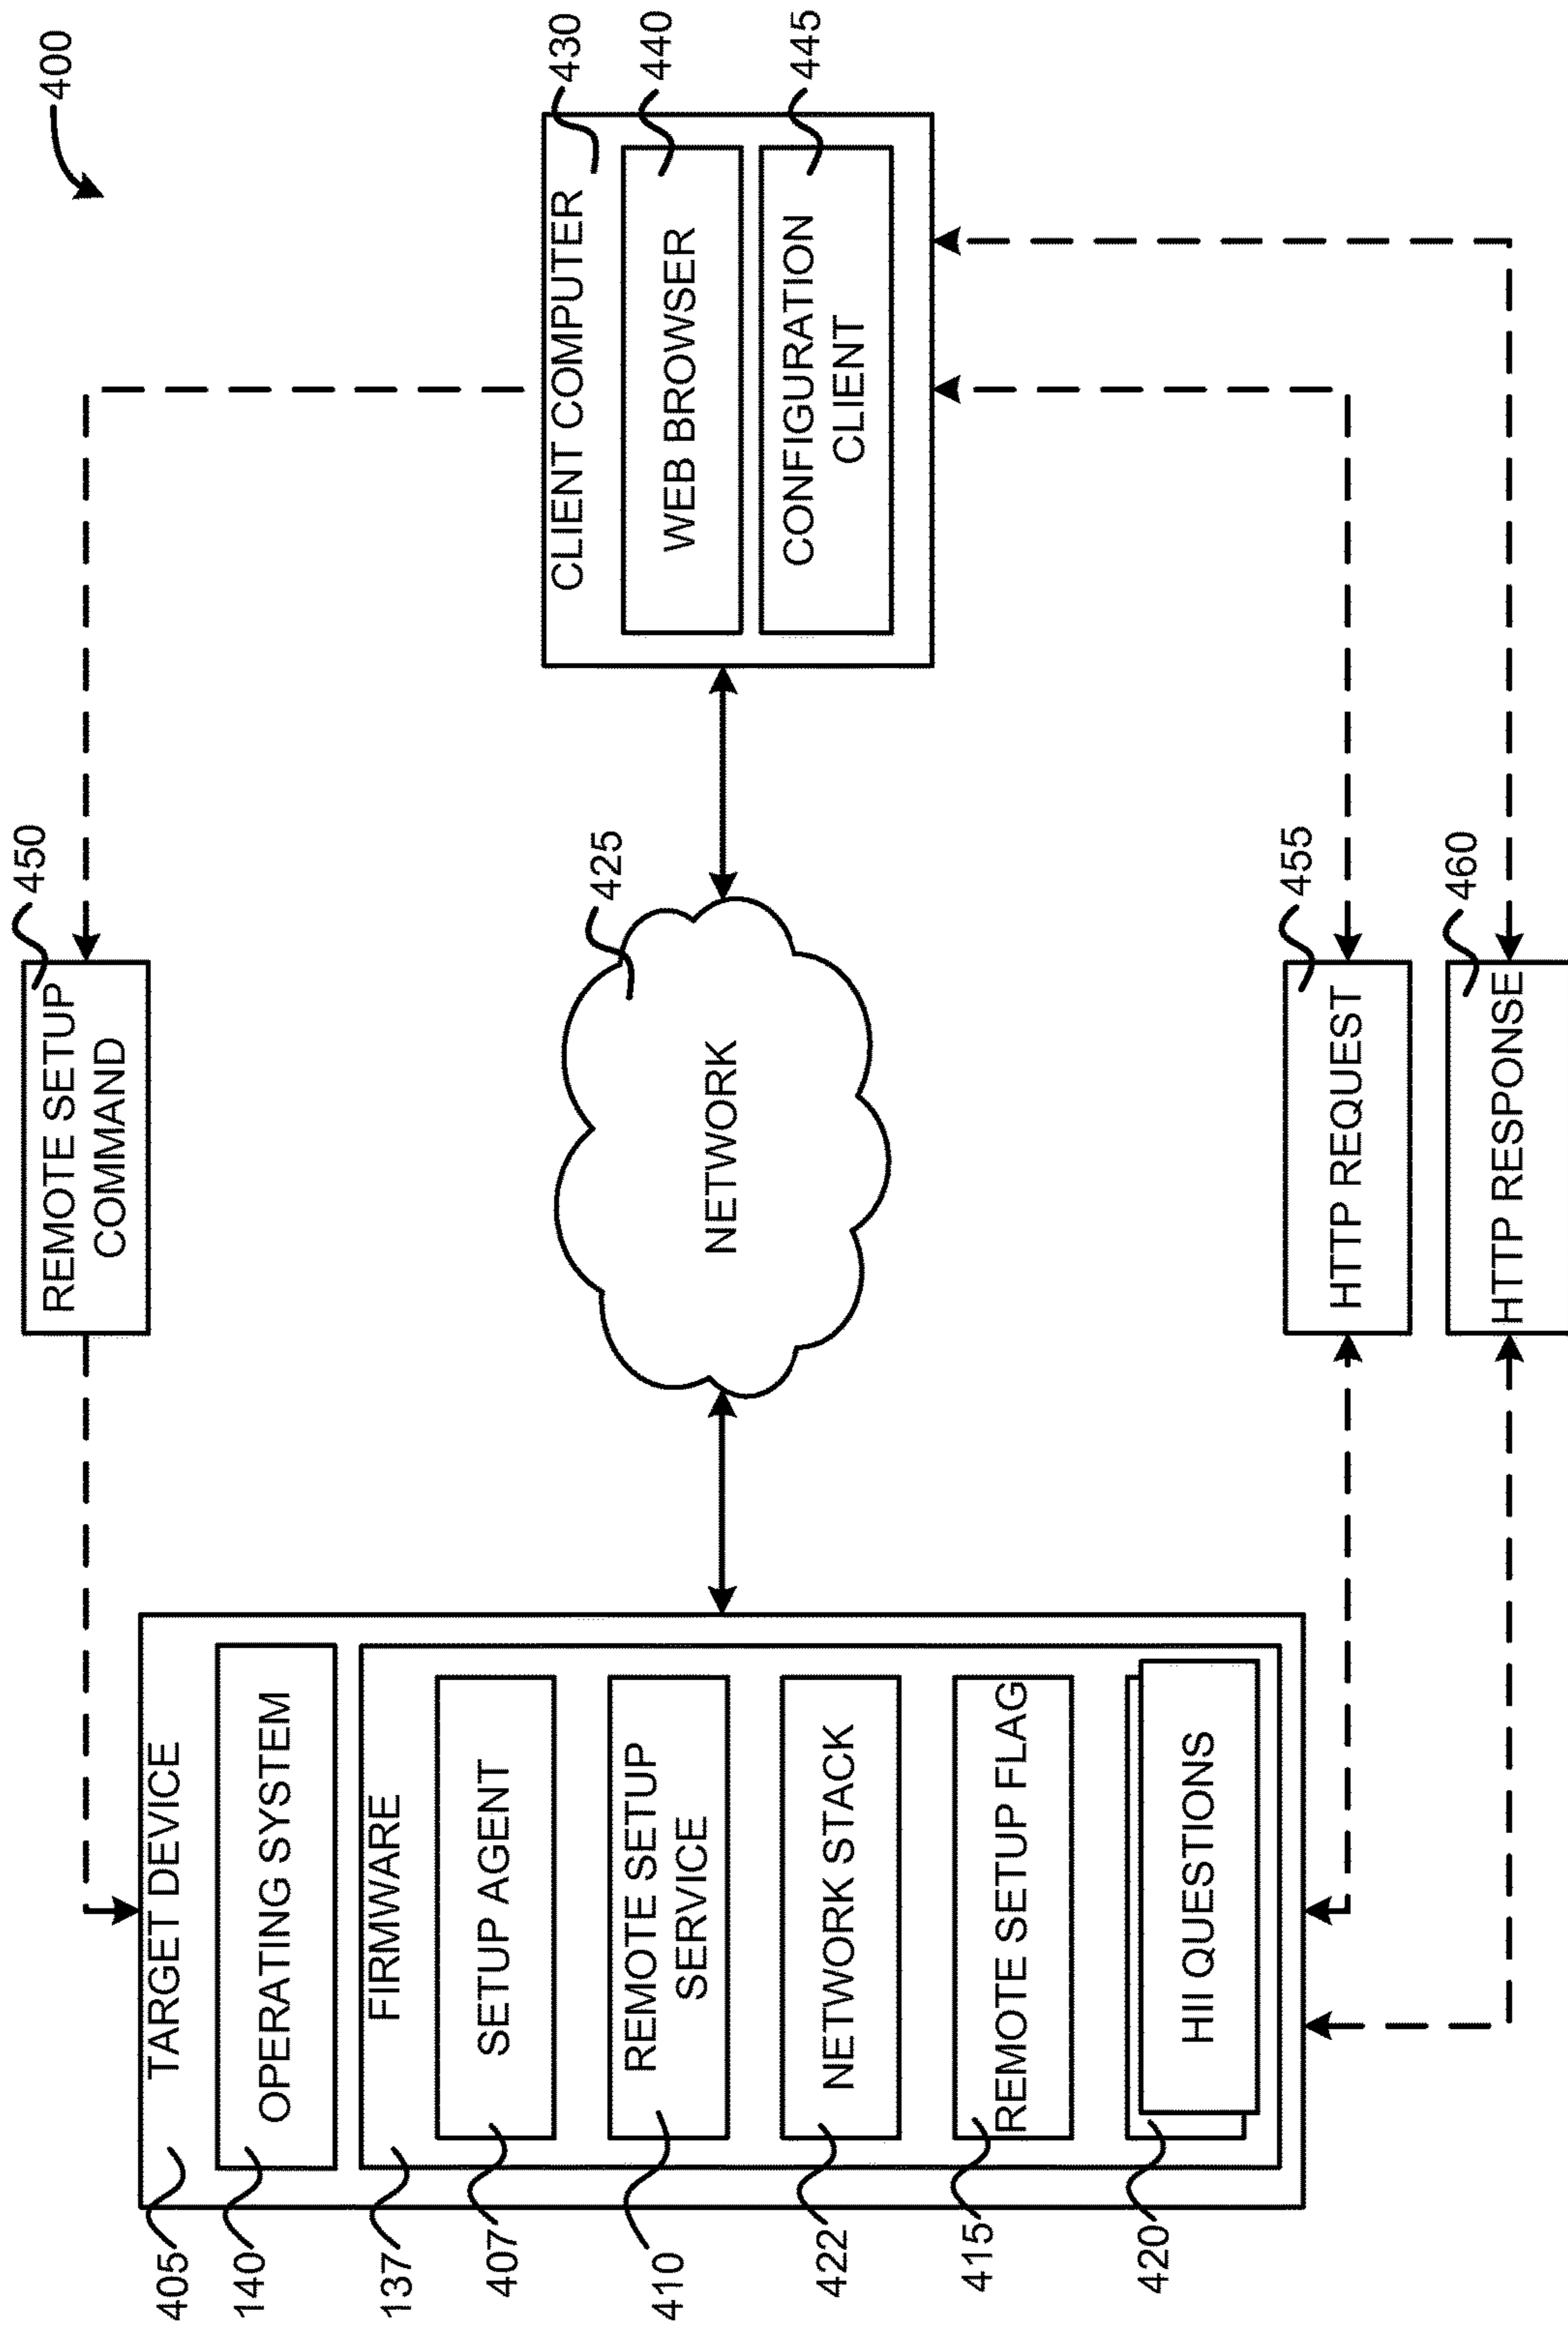 400
450
REMOTE SETUP
COMMAND
405
TARGET DEVICE
140
OPERATING SYSTEM
137
FIRMWARE
407
SETUP AGENT
410
REMOTE SETUP
SERVICE
422
NETWORK STACK
415
REMOTE SETUP FLAG
420
HII QUESTIONS
425
NETWORK
430
CLIENT COMPUTER
440
WEB BROWSER
445
CONFIGURATION
CLIENT
455
HTTP REQUEST
460
HTTP RESPONSE